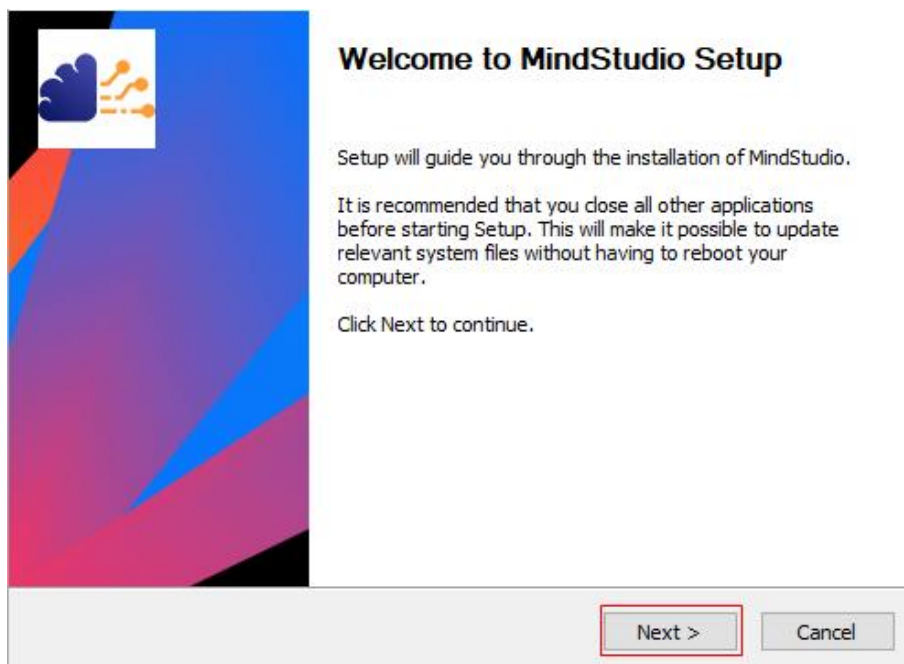 Welcome to MindStudio Setup
Setup will guide you through the installation of MindStudio.
It is recommended that you close all other applications
before starting Setup. This will make it possible to update
relevant system files without having to reboot your
computer.
Click Next to continue.
Next >
Cancel